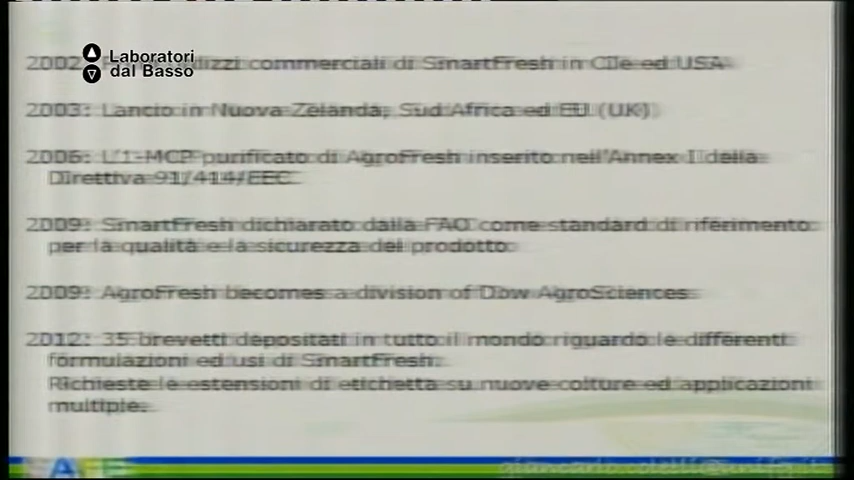 Laboratori
dal Basso
2002: utilizzi commerciali di SmartFresh in Cile ed USA
2003: Lancio in Nuova Zelanda, Sud Africa ed EU (UK)
2006: L'1-MCP purificato di AgroFresh inserito nell'Annex I della
Direttiva 91/414/EEC
2009: SmartFresh dichiarato dalla FAO come standard di riferimento
per la qualità e la sicurezza del prodotto
2009: AgroFresh becomes a division of Dow AgroSciences
2012: 35 brevetti depositati in tutto il mondo riguardo le differenti
formulazioni ed usi di SmartFresh.
Richieste le estensioni di etichetta su nuove colture ed applicazioni
multiple.
giancarlo.colelli@unifg.it